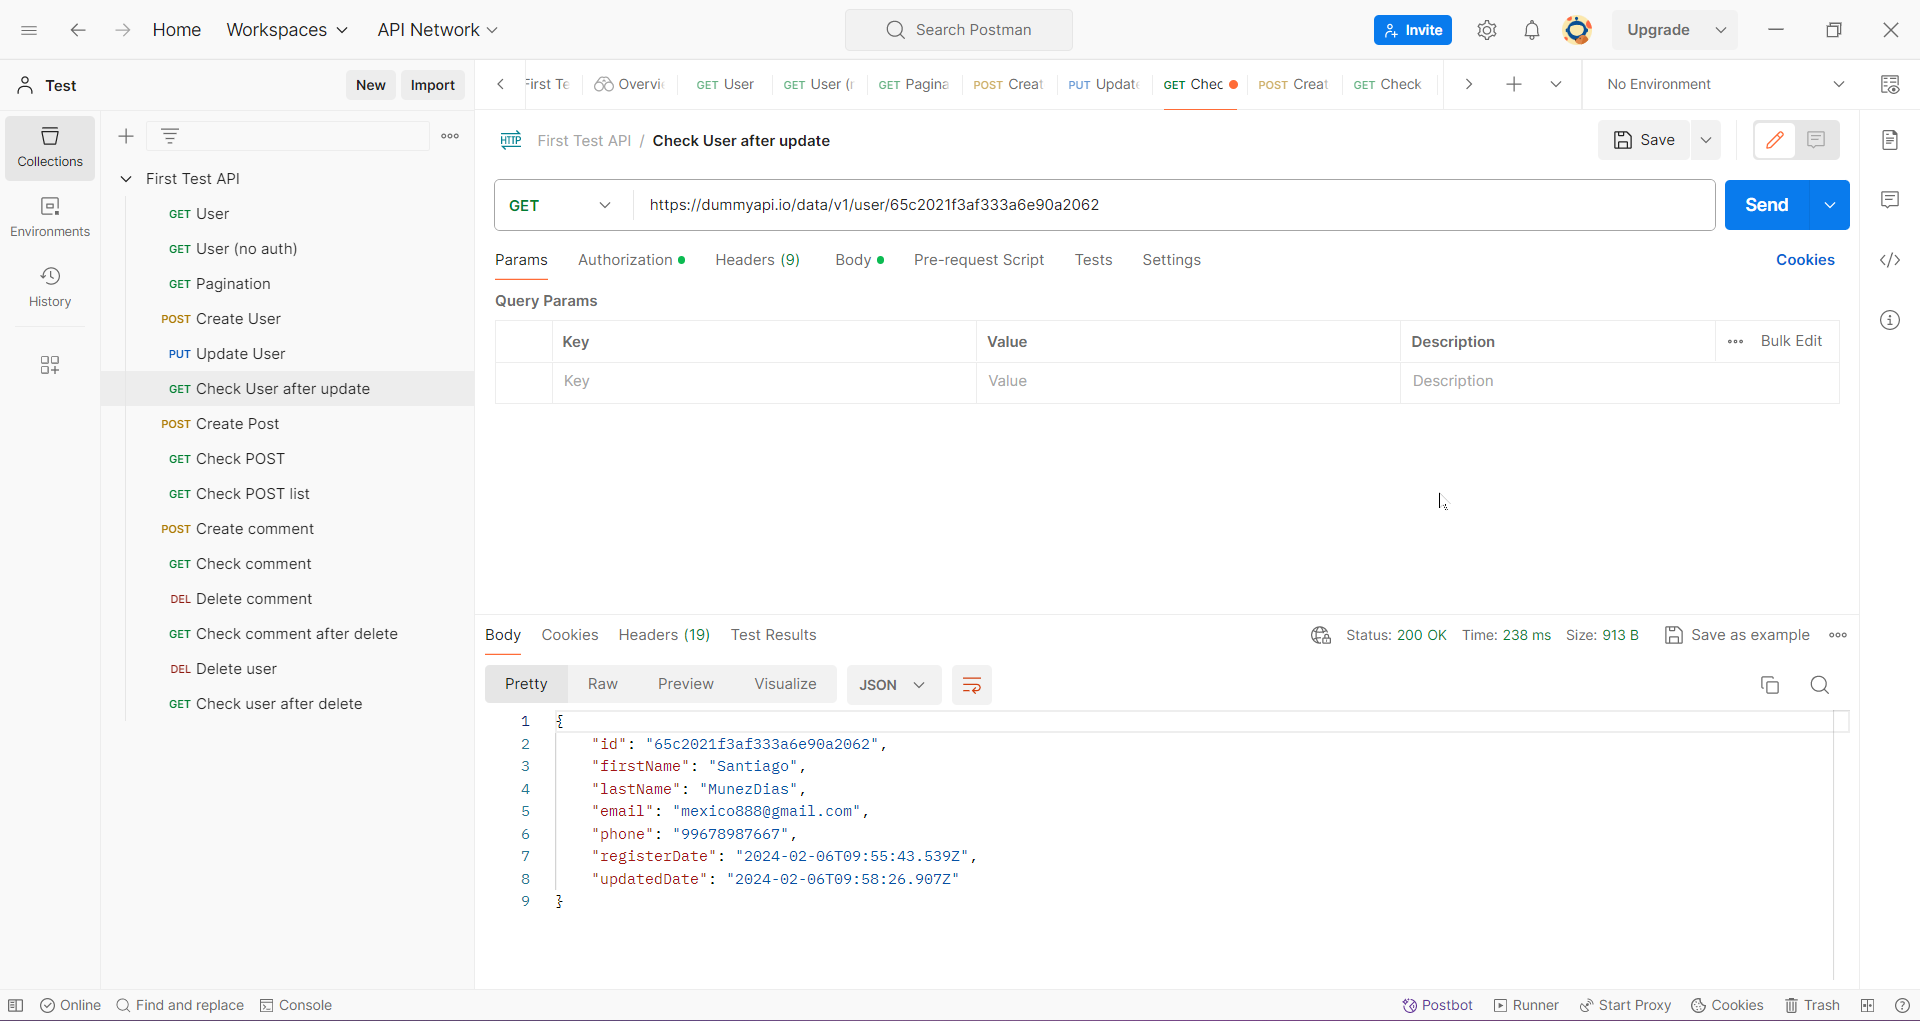 Home Workspaces API Network Search Postman Invite Upgrade
Test New Import First Te Overvi GET User GET User (r GET Pagina POST Creat PUT Updat GET Chec POST Creat GET Check No Environment
Collections
Environments
History
First Test API
GET User
GET User (no auth)
GET Pagination
POST Create User
PUT Update User
GET Check User after update
POST Create Post
GET Check POST
GET Check POST list
POST Create comment
GET Check comment
DEL Delete comment
GET Check comment after delete
DEL Delete user
GET Check user after delete
HTTP First Test API / Check User after update Save
GET https://dummyapi.io/data/v1/user/65c2021f3af333a6e90a2062 Send
Params Authorization Headers (9) Body Pre-request Script Tests Settings Cookies
Query Params
Key Value Description Bulk Edit
Key Value Description
Body Cookies Headers (19) Test Results Status: 200 OK Time: 238 ms Size: 913 B Save as example
Pretty Raw Preview Visualize JSON
1 {
2 "id": "65c2021f3af333a6e90a2062",
3 "firstName": "Santiago",
4 "lastName": "MunezDias",
5 "email": "mexico888@gmail.com",
6 "phone": "99678987667",
7 "registerDate": "2024-02-06T09:55:43.539Z",
8 "updatedDate": "2024-02-06T09:58:26.907Z"
9 }
Online Find and replace Console Postbot Runner Start Proxy Cookies Trash